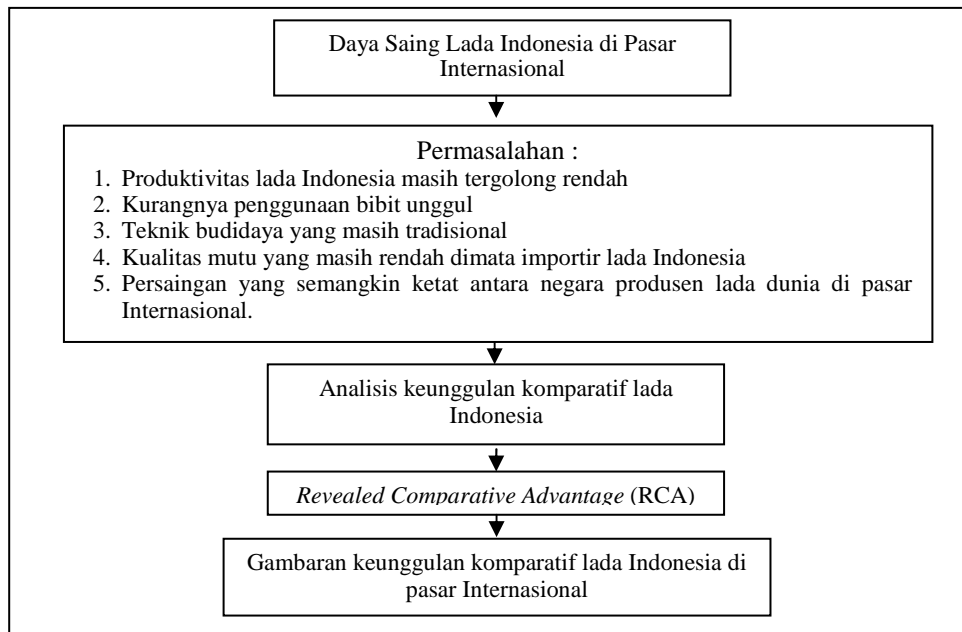 Daya Saing Lada Indonesia di Pasar
Internasional
Permasalahan :
1. Produktivitas lada Indonesia masih tergolong rendah
2. Kurangnya penggunaan bibit unggul
3. Teknik budidaya yang masih tradisional
4. Kualitas mutu yang masih rendah dimata importir lada Indonesia
5. Persaingan yang semangkin ketat antara negara produsen lada dunia di pasar
Internasional.
Analisis keunggulan komparatif lada
Indonesia
Revealed Comparative Advantage (RCA)
Gambaran keunggulan komparatif lada Indonesia di
pasar Internasional